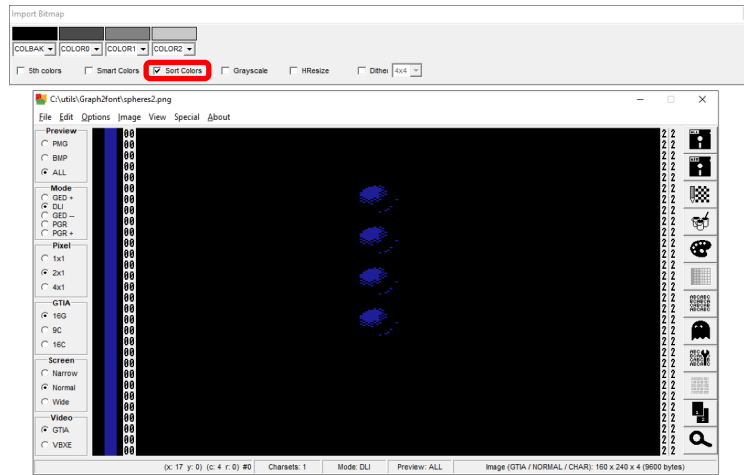 Import Bitmap
COLBAK COLOR0 COLOR1 COLOR2
5th colors Smart Colors Sort Colors Grayscale HResize Dither 4x4
C:\utils\Graph2font\spheres2.png
File Edit Options Image View Special About
Preview
PMG
BMP
ALL
Mode
GED +
DLI
GED --
PGR
PGR +
Pixel
1x1
2x1
4x1
GTIA
16G
9C
16C
Screen
Narrow
Normal
Wide
Video
GTIA
VBXE
(x: 17 y: 0) (c: 4 r: 0) #0 Charsets: 1 Mode: DLI Preview: ALL Image (GTIA / NORMAL / CHAR): 160 x 240 x 4 (9600 bytes)